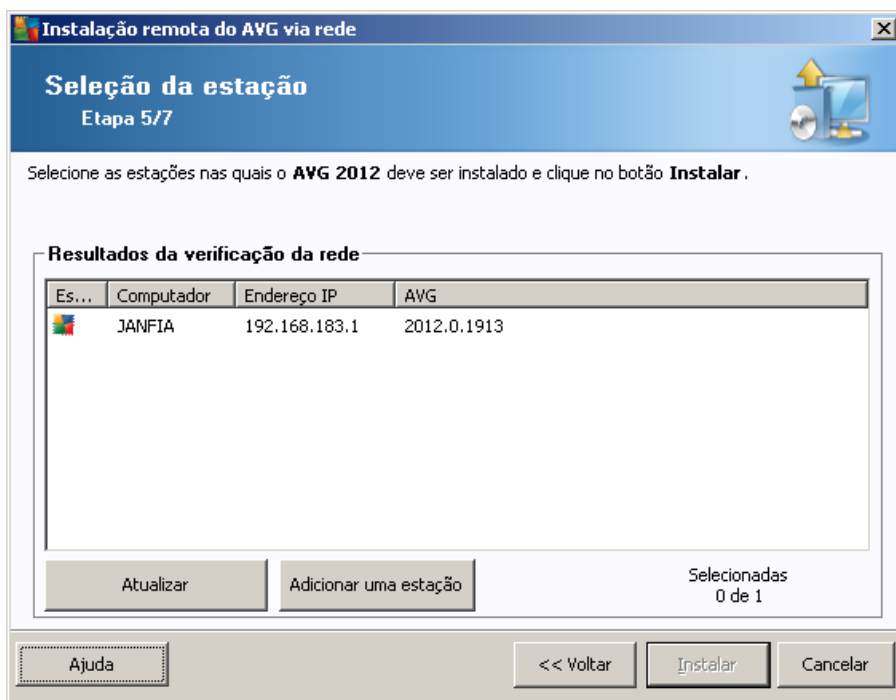 Instalação remota do AVG via rede
Seleção da estação
Etapa 5/7
Selecione as estações nas quais o AVG 2012 deve ser instalado e clique no botão Instalar.
Resultados da verificação da rede
Es... Computador Endereço IP AVG
JANFIA 192.168.183.1 2012.0.1913
Atualizar Adicionar uma estação Selecionadas
0 de 1
Ajuda << Voltar Instalar Cancelar